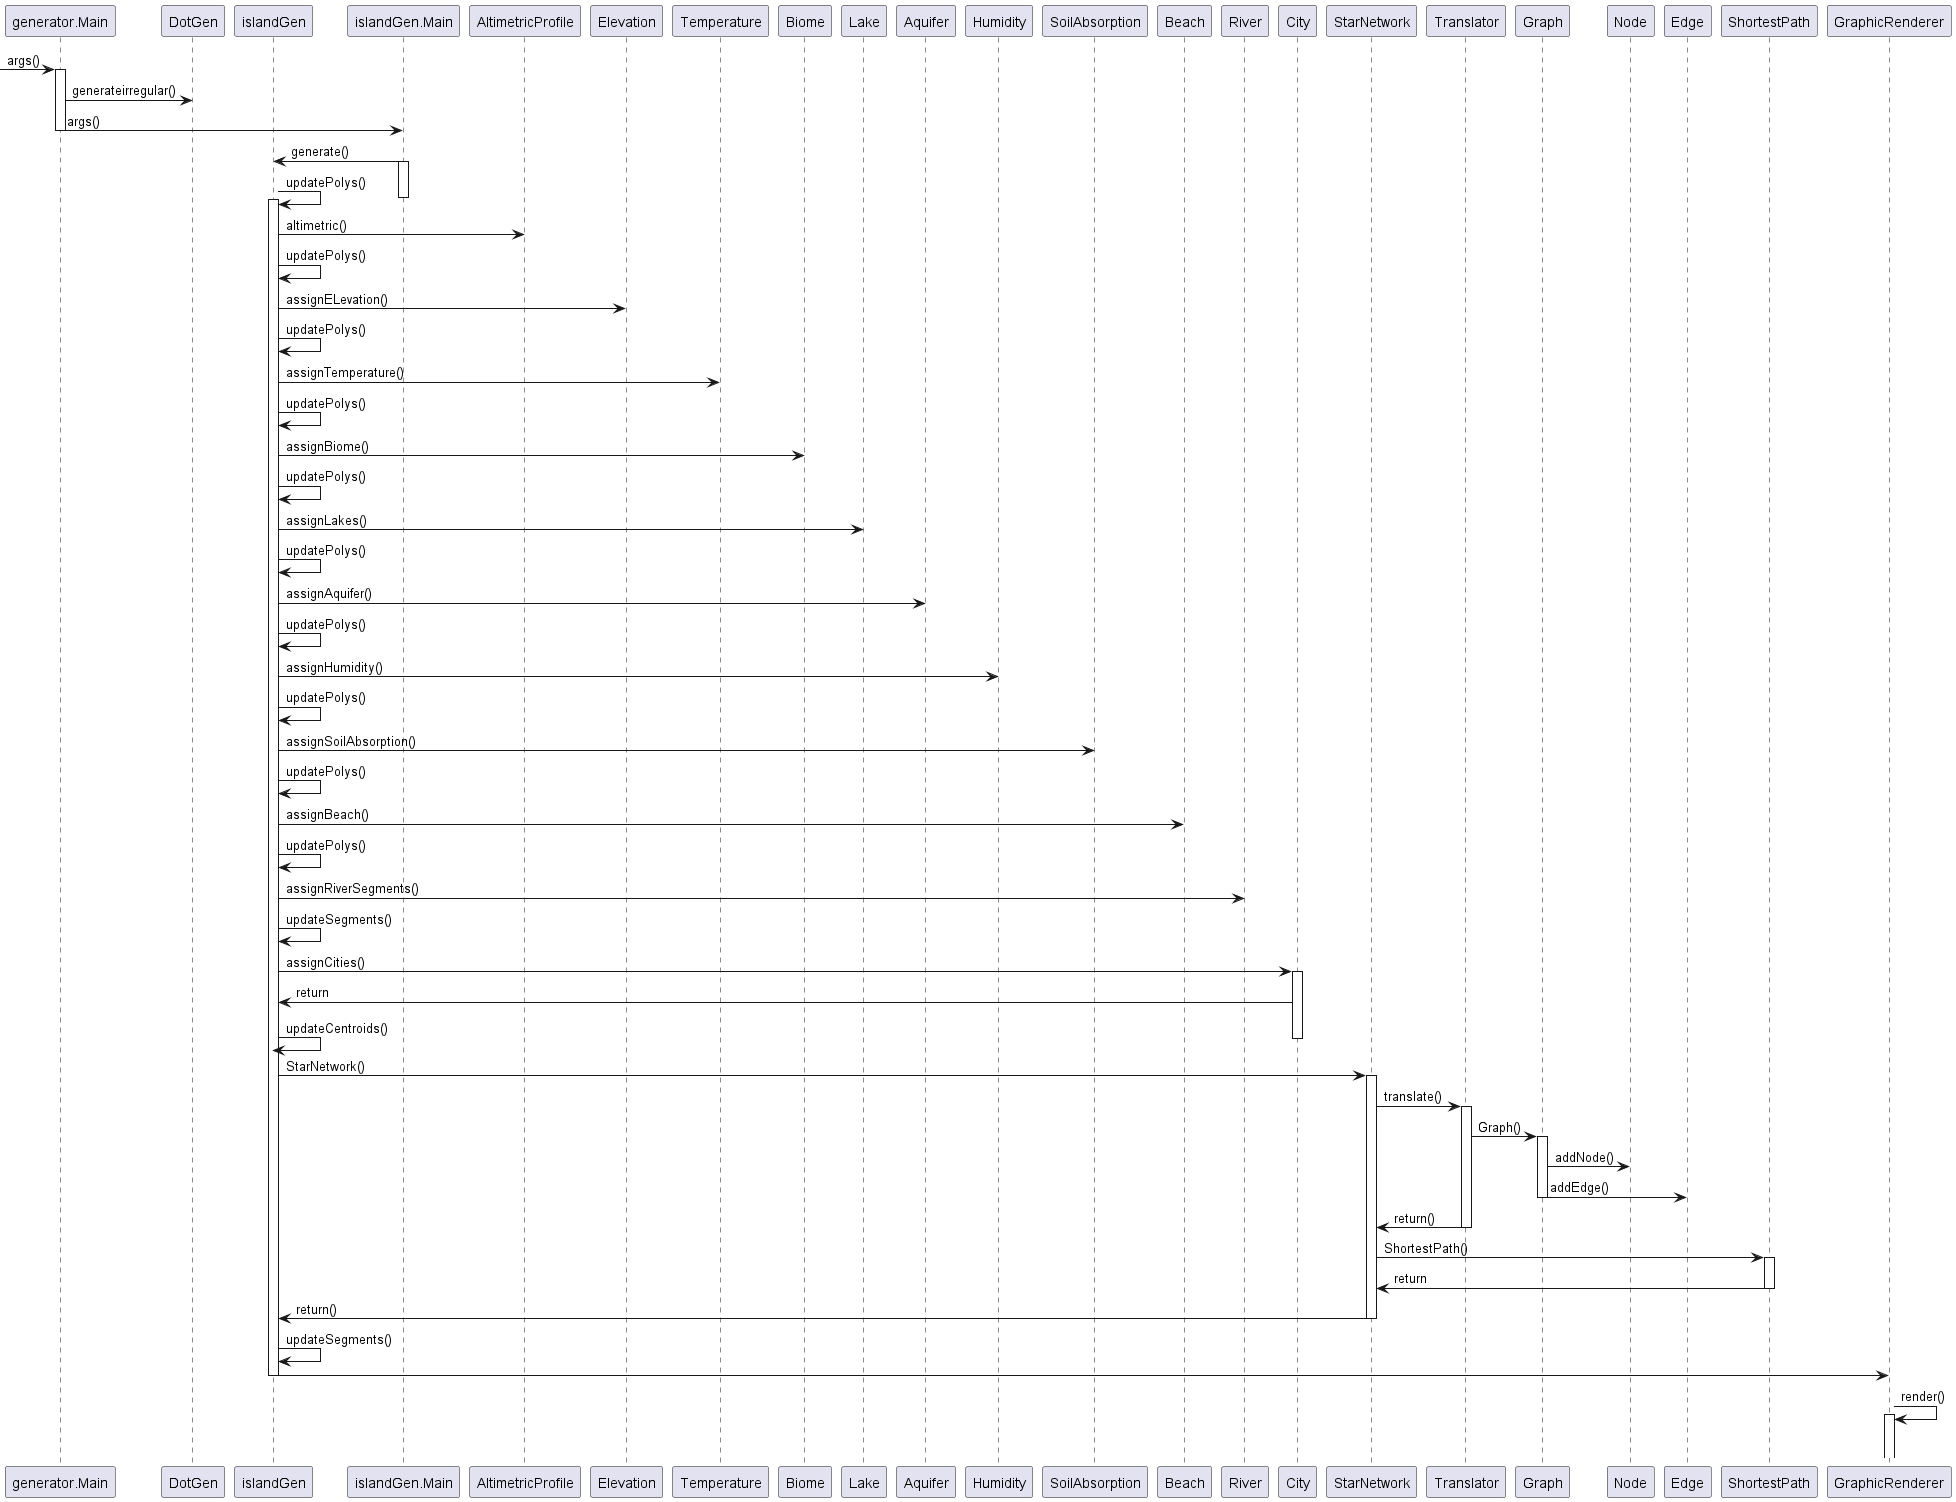 generator.Main DotGen islandGen islandGen.Main AltimetricProfile Elevation Temperature Biome Lake Aquifer Humidity SoilAbsorption Beach River City StarNetwork Translator Graph Node Edge ShortestPath GraphicRenderer
args()
generateirregular()
args()
generate()
updatePolys()
altimetric()
updatePolys()
assignELevation()
updatePolys()
assignTemperature()
updatePolys()
assignBiome()
updatePolys()
assignLakes()
updatePolys()
assignAquifer()
updatePolys()
assignHumidity()
updatePolys()
assignSoilAbsorption()
updatePolys()
assignBeach()
updatePolys()
assignRiverSegments()
updateSegments()
assignCities()
return
updateCentroids()
StarNetwork()
translate()
Graph()
addNode()
addEdge()
return()
ShortestPath()
return
return()
updateSegments()
render()
generator.Main DotGen islandGen islandGen.Main AltimetricProfile Elevation Temperature Biome Lake Aquifer Humidity SoilAbsorption Beach River City StarNetwork Translator Graph Node Edge ShortestPath GraphicRenderer